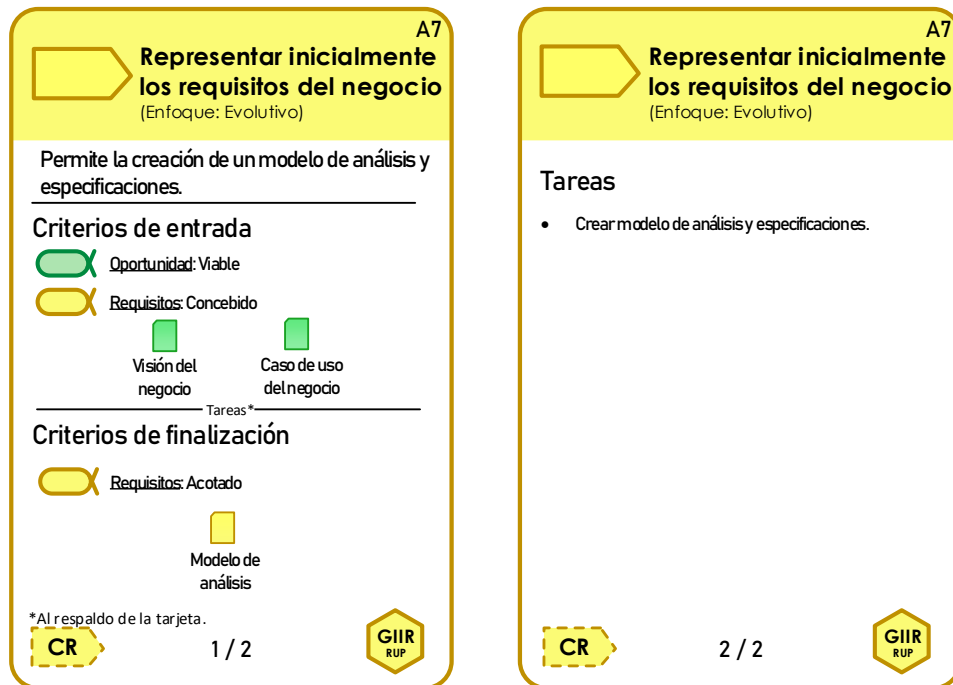 A7
Representar inicialmente
los requisitos del negocio
(Enfoque: Evolutivo)
Permite la creación de un modelo de análisis y
especificaciones.
Criterios de entrada
Oportunidad: Viable
Requisitos: Concebido
Visión del
negocio
Caso de uso
del negocio
Tareas*
Criterios de finalización
Requisitos: Acotado
Modelo de
análisis
*Al respaldo de la tarjeta.
CR
1 / 2
GIIR
RUP
A7
Representar inicialmente
los requisitos del negocio
(Enfoque: Evolutivo)
Tareas
• Crear modelo de análisis y especificaciones.
CR
2 / 2
GIIR
RUP